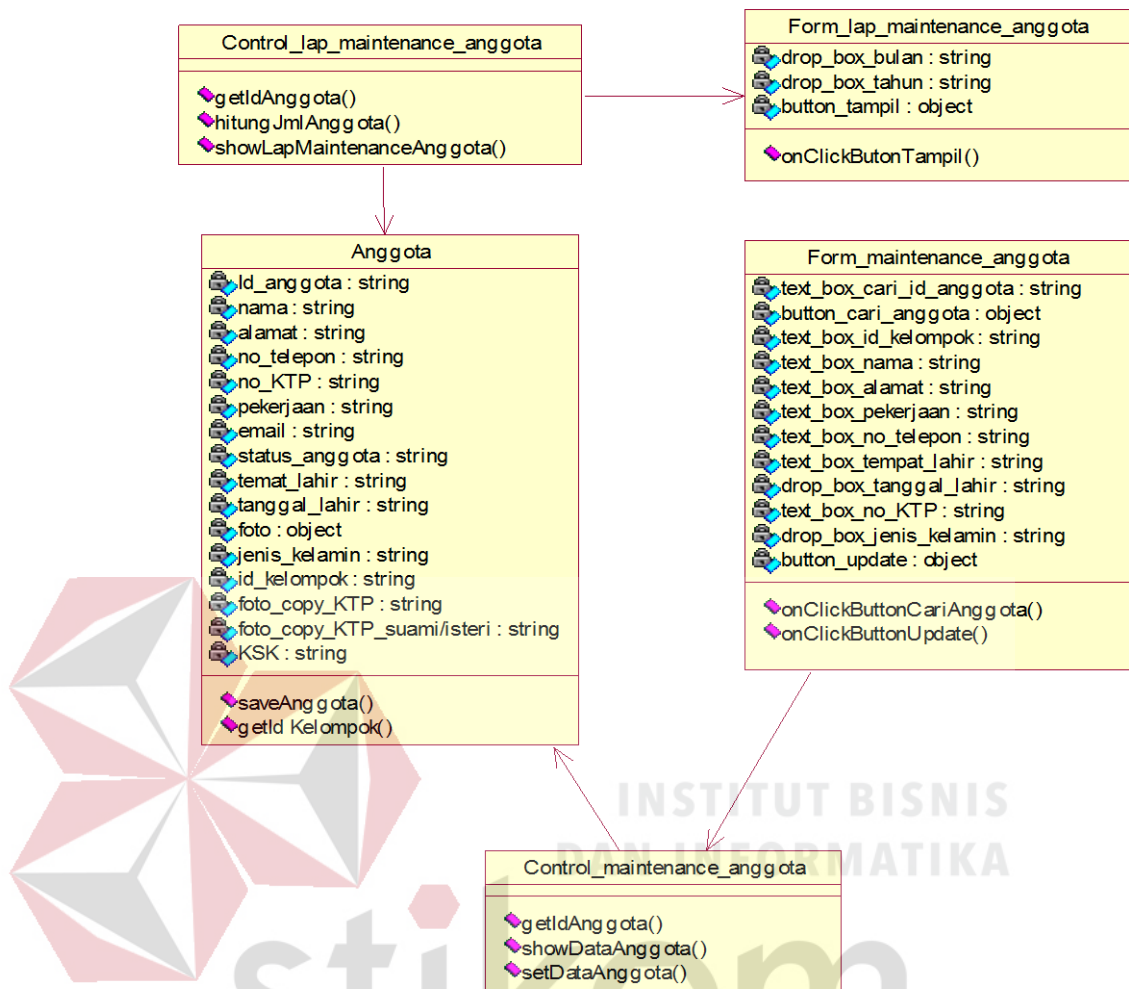 Control_lap_maintenance_anggota
getIdAnggota()
hitungJmlAnggota()
showLapMaintenanceAnggota()
Form_lap_maintenance_anggota
drop_box_bulan : string
drop_box_tahun : string
button_tampil : object
onClickButonTampil()
Anggota
Id_anggota : string
nama : string
alamat : string
no_telepon : string
no_KTP : string
pekerjaan : string
email : string
status_anggota : string
temat_lahir : string
tanggal_lahir : string
foto : object
jenis_kelamin : string
id_kelompok : string
foto_copy_KTP : string
foto_copy_KTP_suami/isteri : string
KSK : string
saveAnggota()
getId Kelompok()
Form_maintenance_anggota
text_box_cari_id_anggota : string
button_cari_anggota : object
text_box_id_kelompok : string
text_box_nama : string
text_box_alamat : string
text_box_pekerjaan : string
text_box_no_telepon : string
text_box_tempat_lahir : string
drop_box_tanggal_lahir : string
text_box_no_KTP : string
drop_box_jenis_kelamin : string
button_update : object
onClickButtonCariAnggota()
onClickButtonUpdate()
INSTITUT BISNIS
DAN INFORMATIKA
Control_maintenance_anggota
getIdAnggota()
showDataAnggota()
setDataAnggota()
stikom